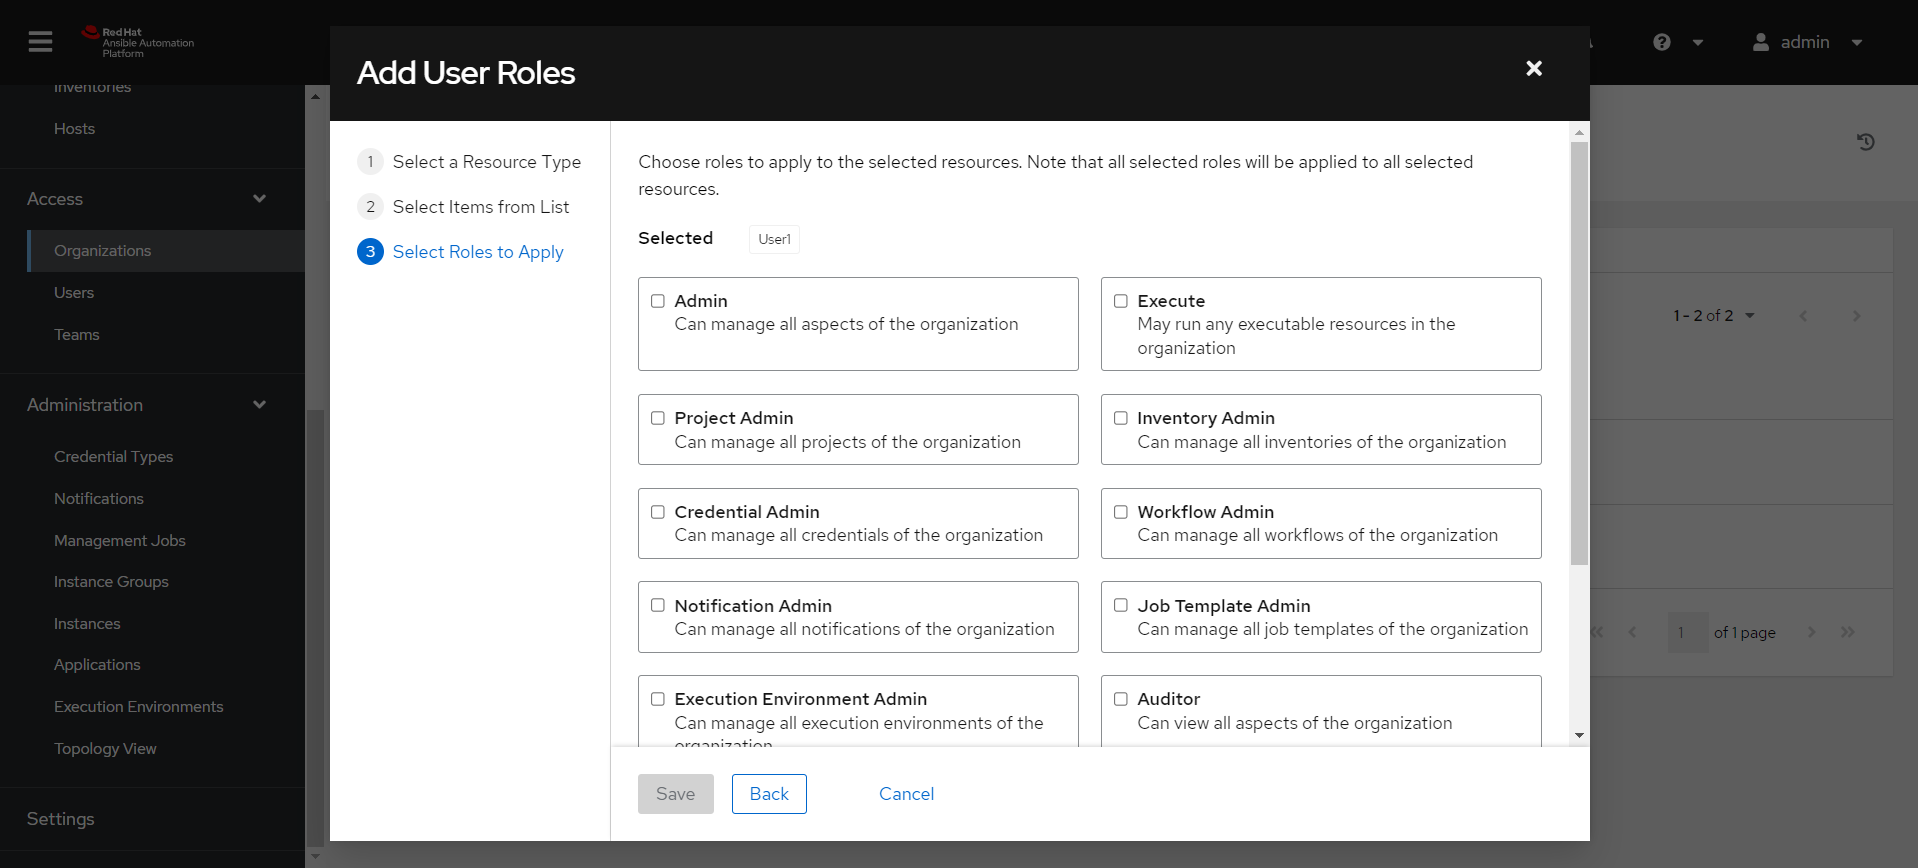 Red Hat
Ansible Automation
Platform
admin
Inventories
Hosts
Access
Organizations
Users
Teams
Administration
Credential Types
Notifications
Management Jobs
Instance Groups
Instances
Applications
Execution Environments
Topology View
Settings
Add User Roles
1 Select a Resource Type
2 Select Items from List
3 Select Roles to Apply
Choose roles to apply to the selected resources. Note that all selected roles will be applied to all selected
resources.
Selected User1
Admin
Can manage all aspects of the organization
Execute
May run any executable resources in the
organization
Project Admin
Can manage all projects of the organization
Inventory Admin
Can manage all inventories of the organization
Credential Admin
Can manage all credentials of the organization
Workflow Admin
Can manage all workflows of the organization
Notification Admin
Can manage all notifications of the organization
Job Template Admin
Can manage all job templates of the organization
Execution Environment Admin
Can manage all execution environments of the
organization
Auditor
Can view all aspects of the organization
Save Back Cancel
1 - 2 of 2
1 of 1 page